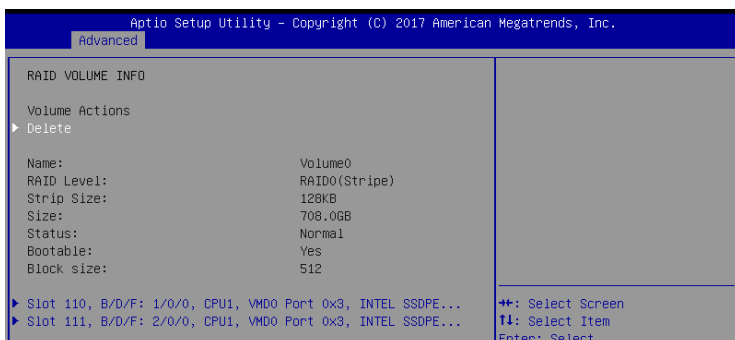 Aptio Setup Utility – Copyright (C) 2017 American Megatrends, Inc.
Advanced
RAID VOLUME INFO
Volume Actions
▶ Delete
Name: Volume0
RAID Level: RAID0(Stripe)
Strip Size: 128KB
Size: 708.0GB
Status: Normal
Bootable: Yes
Block size: 512
▶ Slot 110, B/D/F: 1/0/0, CPU1, VMD0 Port 0x3, INTEL SSDPE...
▶ Slot 111, B/D/F: 2/0/0, CPU1, VMD0 Port 0x3, INTEL SSDPE...
→←: Select Screen
↑↓: Select Item
Enter: Select